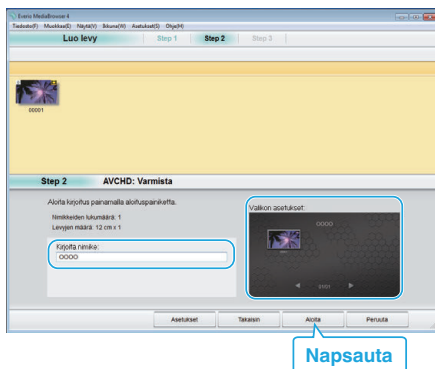 Everio MediaBrowser 4
Tiedosto(F) Muokkaa(E) Näytä(V) Ikkuna(W) Asetukset(S) Ohje(H)
Luo levy Step 1 Step 2 Step 3
00001
Step 2 AVCHD: Varmista
Aloita kirjoitus painamalla aloituspainiketta.
Nimikkeiden lukumäärä: 1
Levyjen määrä: 12 cm x 1
Kirjoita nimike:
OOOO
Valikon asetukset:
OOOO
01/01
Asetukset Takaisin Aloita Peruuta
Napsauta